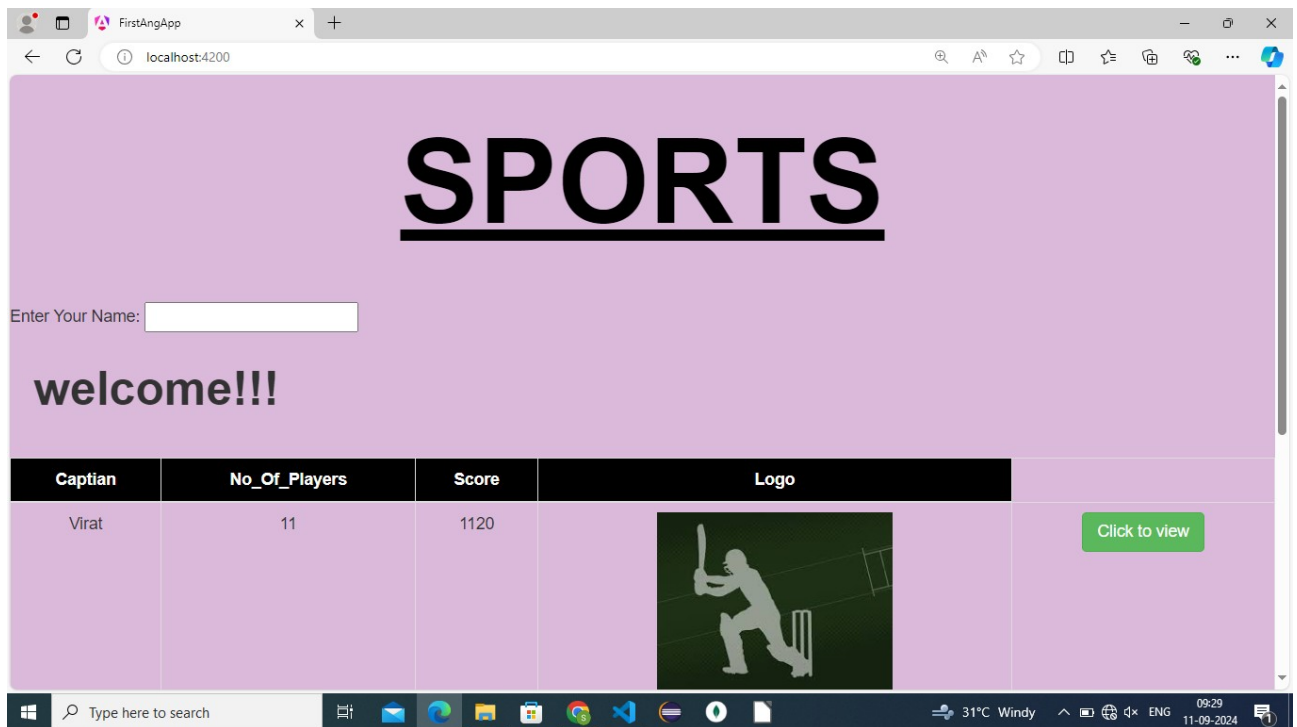 FirstAngApp
localhost:4200
SPORTS
Enter Your Name:
welcome!!!
Captian No_Of_Players Score Logo
Virat 11 1120 Click to view
Type here to search 31°C Windy ENG 09:29
11-09-2024